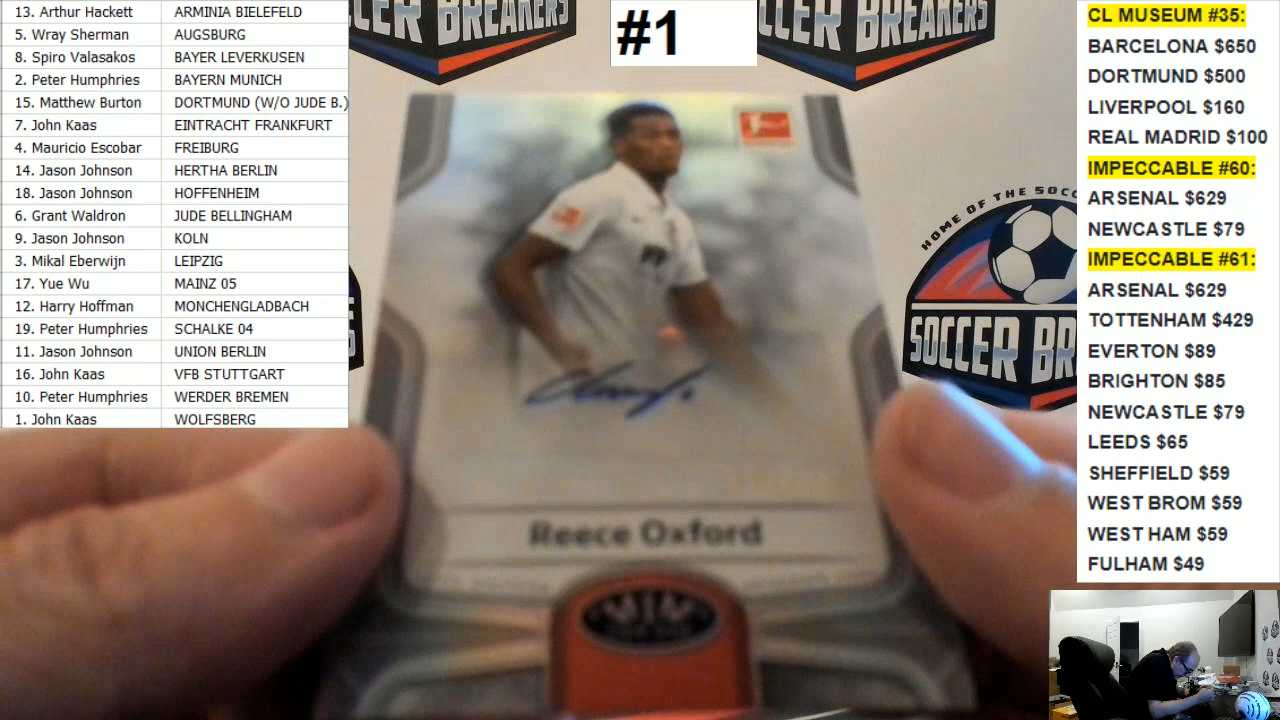 13. Arthur Hackett ARMINIA BIELEFELD
5. Wray Sherman AUGSBURG
8. Spiro Valasakos BAYER LEVERKUSEN
2. Peter Humphries BAYERN MUNICH
15. Matthew Burton DORTMUND (W/O JUDE B.)
7. John Kaas EINTRACHT FRANKFURT
4. Mauricio Escobar FREIBURG
14. Jason Johnson HERTHA BERLIN
18. Jason Johnson HOFFENHEIM
6. Grant Waldron JUDE BELLINGHAM
9. Jason Johnson KOLN
3. Mikal Eberwijn LEIPZIG
17. Yue Wu MAINZ 05
12. Harry Hoffman MONCHENGLADBACH
19. Peter Humphries SCHALKE 04
11. Jason Johnson UNION BERLIN
16. John Kaas VFB STUTTGART
10. Peter Humphries WERDER BREMEN
1. John Kaas WOLFSBERG
CCER BREAKERS
#1
CER BREAKERS
HOME OF THE SOCC
SOCCER BR
Reece Oxford
CL MUSEUM #35:
BARCELONA $650
DORTMUND $500
LIVERPOOL $160
REAL MADRID $100
IMPECCABLE #60:
ARSENAL $629
NEWCASTLE $79
IMPECCABLE #61:
ARSENAL $629
TOTTENHAM $429
EVERTON $89
BRIGHTON $85
NEWCASTLE $79
LEEDS $65
SHEFFIELD $59
WEST BROM $59
WEST HAM $59
FULHAM $49